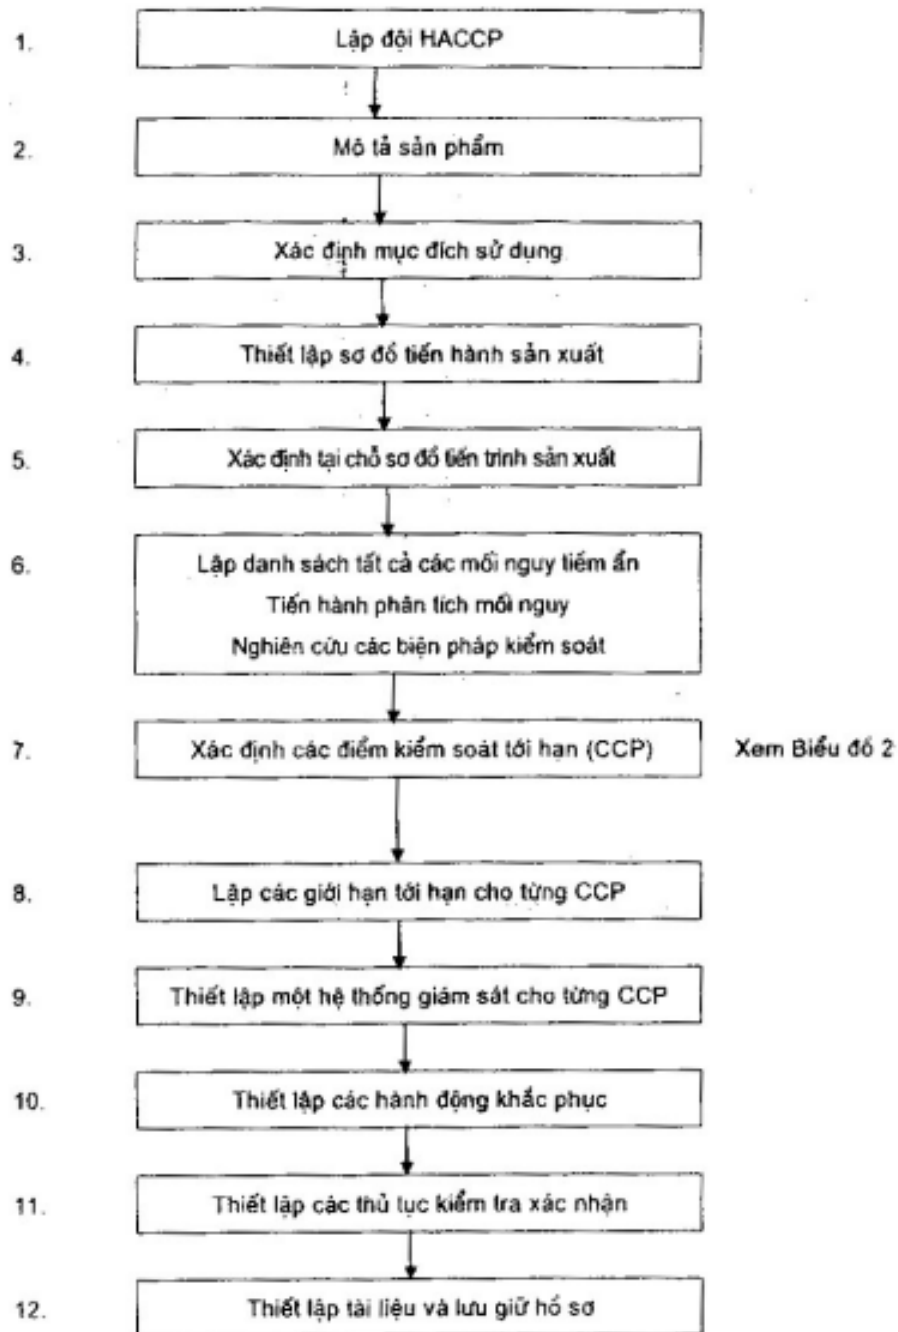 1. Lập đội HACCP
2. Mô tả sản phẩm
3. Xác định mục đích sử dụng
4. Thiết lập sơ đồ tiến hành sản xuất
5. Xác định tại chỗ sơ đồ tiến trình sản xuất
6. Lập danh sách tất cả các mối nguy tiềm ẩn
Tiến hành phân tích mối nguy
Nghiên cứu các biện pháp kiểm soát
7. Xác định các điểm kiểm soát tới hạn (CCP) Xem Biểu đồ 2
8. Lập các giới hạn tới hạn cho từng CCP
9. Thiết lập một hệ thống giám sát cho từng CCP
10. Thiết lập các hành động khắc phục
11. Thiết lập các thủ tục kiểm tra xác nhận
12. Thiết lập tài liệu và lưu giữ hồ sơ